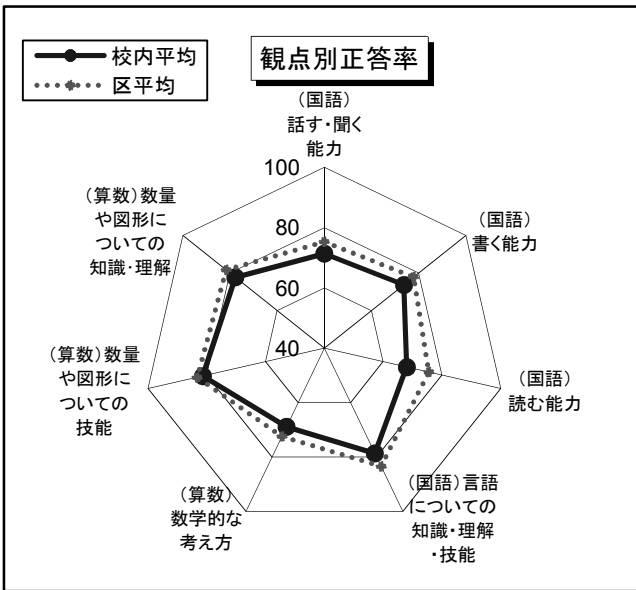 校内平均
区平均
観点別正答率
(国語)
話す・聞く
能力
100
80
60
40
(国語)
書く能力
(国語)
読む能力
(国語)言語
についての
知識・理解
・技能
(算数)
数学的な
考え方
(算数)数量
や図形に
ついての
技能
(算数)数量
や図形に
ついての
知識・理解